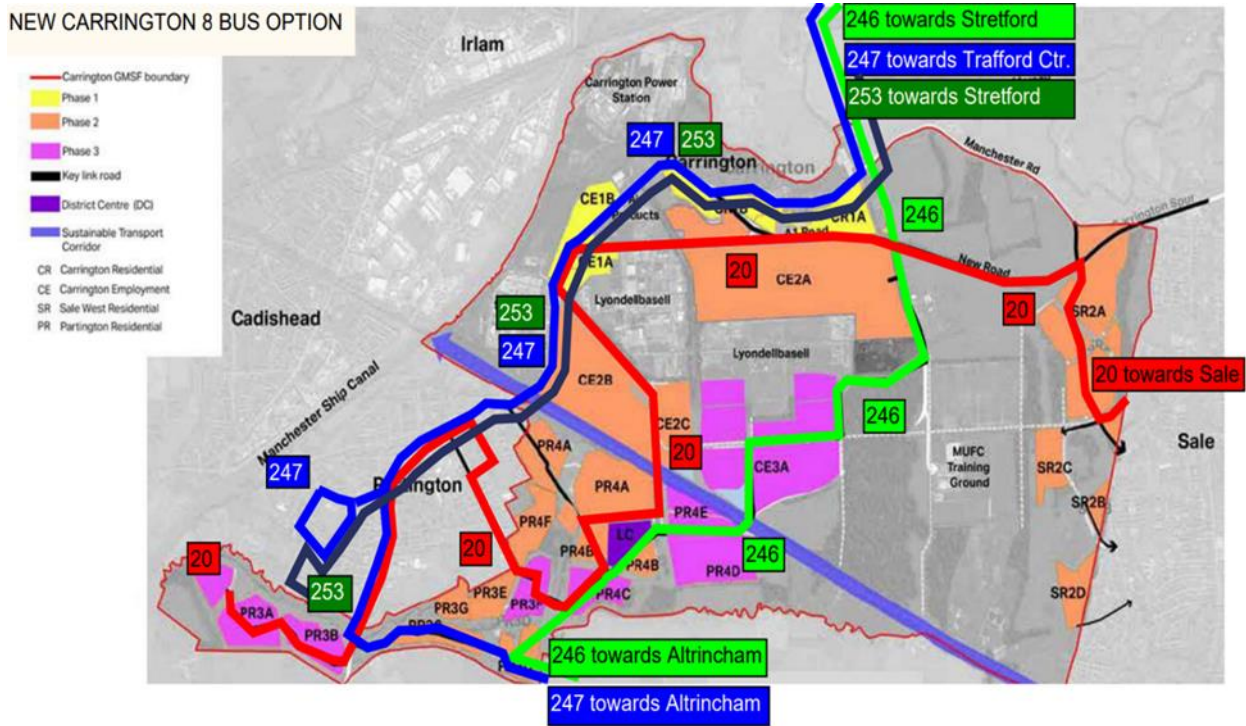 NEW CARRINGTON 8 BUS OPTION
Carrington GMSF boundary
Phase 1
Phase 2
Phase 3
Key link road
District Centre (DC)
Sustainable Transport
Corridor
CR Carrington Residential
CE Carrington Employment
SR Sale West Residential
PR Partington Residential
Irlam
Carrington Power
Station
246 towards Stretford
247 towards Trafford Ctr.
253 towards Stretford
247
253
Carrington
Carrington
Manchester Rd
Carrington Spur
CE1B
CR1A
A1 Road
246
CE1A
20
CE2A
New Road
20
SR2A
Lyondellbasell
Cadishead
253
247
Lyondellbasell
20 towards Sale
CE2B
CE2C
246
Manchester Ship Canal
20
PR4A
CE3A
MUFC
Training
Ground
Sale
SR2C
SR2B
247
PR4A
PR4E
PR4F
20
PR4B
LC
PR4B
246
PR4D
SR2D
20
253
PR3E
PR3G
PR4C
PR3A
PR3B
246 towards Altrincham
247 towards Altrincham